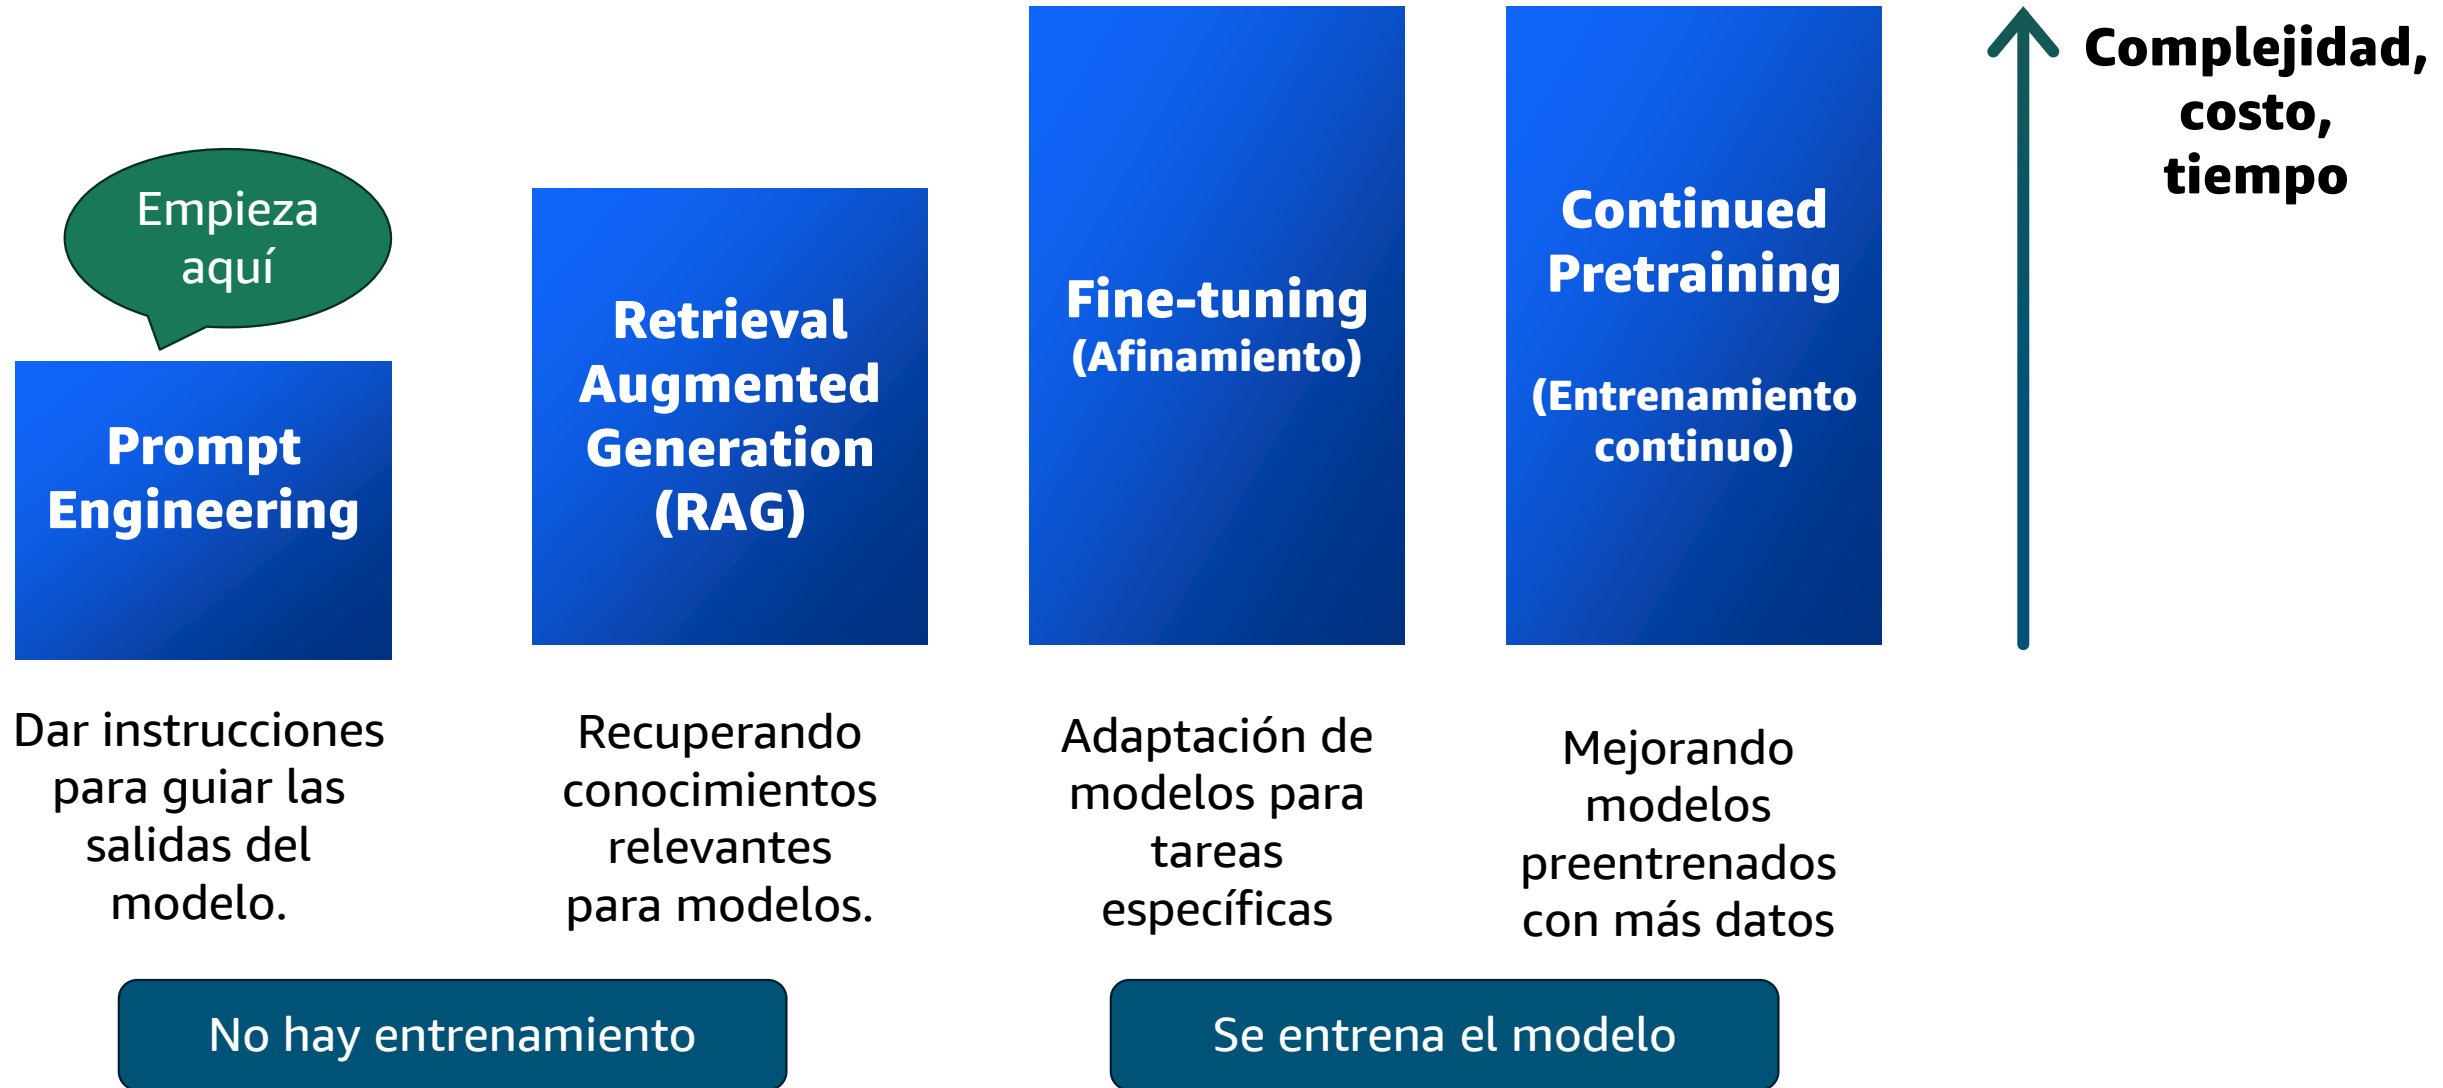 Empieza
aquí
Prompt
Engineering
Dar instrucciones
para guiar las
salidas del
modelo.
Retrieval
Augmented
Generation
(RAG)
Recuperando
conocimientos
relevantes
para modelos.
No hay entrenamiento
Fine-tuning
(Afinamiento)
Adaptación de
modelos para
tareas
específicas
Continued
Pretraining
(Entrenamiento
continuo)
Mejorando
modelos
preentrenados
con más datos
Se entrena el modelo
Complejidad,
costo,
tiempo